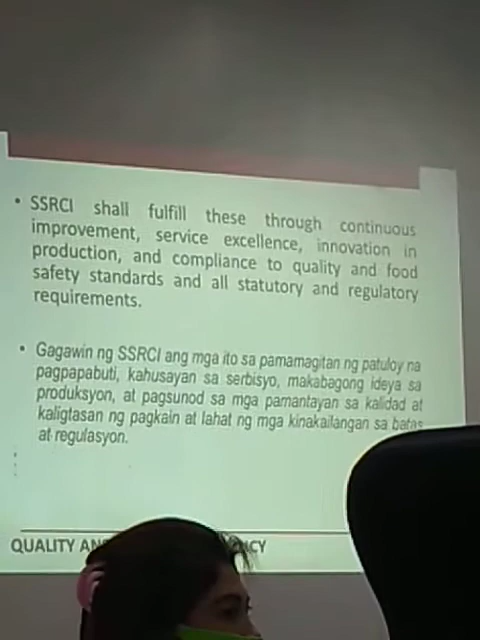 • SSRCI shall fulfill these through continuous
improvement, service excellence, innovation in
production, and compliance to quality and food
safety standards and all statutory and regulatory
requirements.
• Gagawin ng SSRCI ang mga ito sa pamamagitan ng patuloy na
pagpapabuti, kahusayan sa serbisyo, makabagong ideya sa
produksyon, at pagsunod sa mga pamantayan sa kalidad at
kaligtasan ng pagkain at lahat ng mga kinakailangan sa batas
at regulasyon.
QUALITY